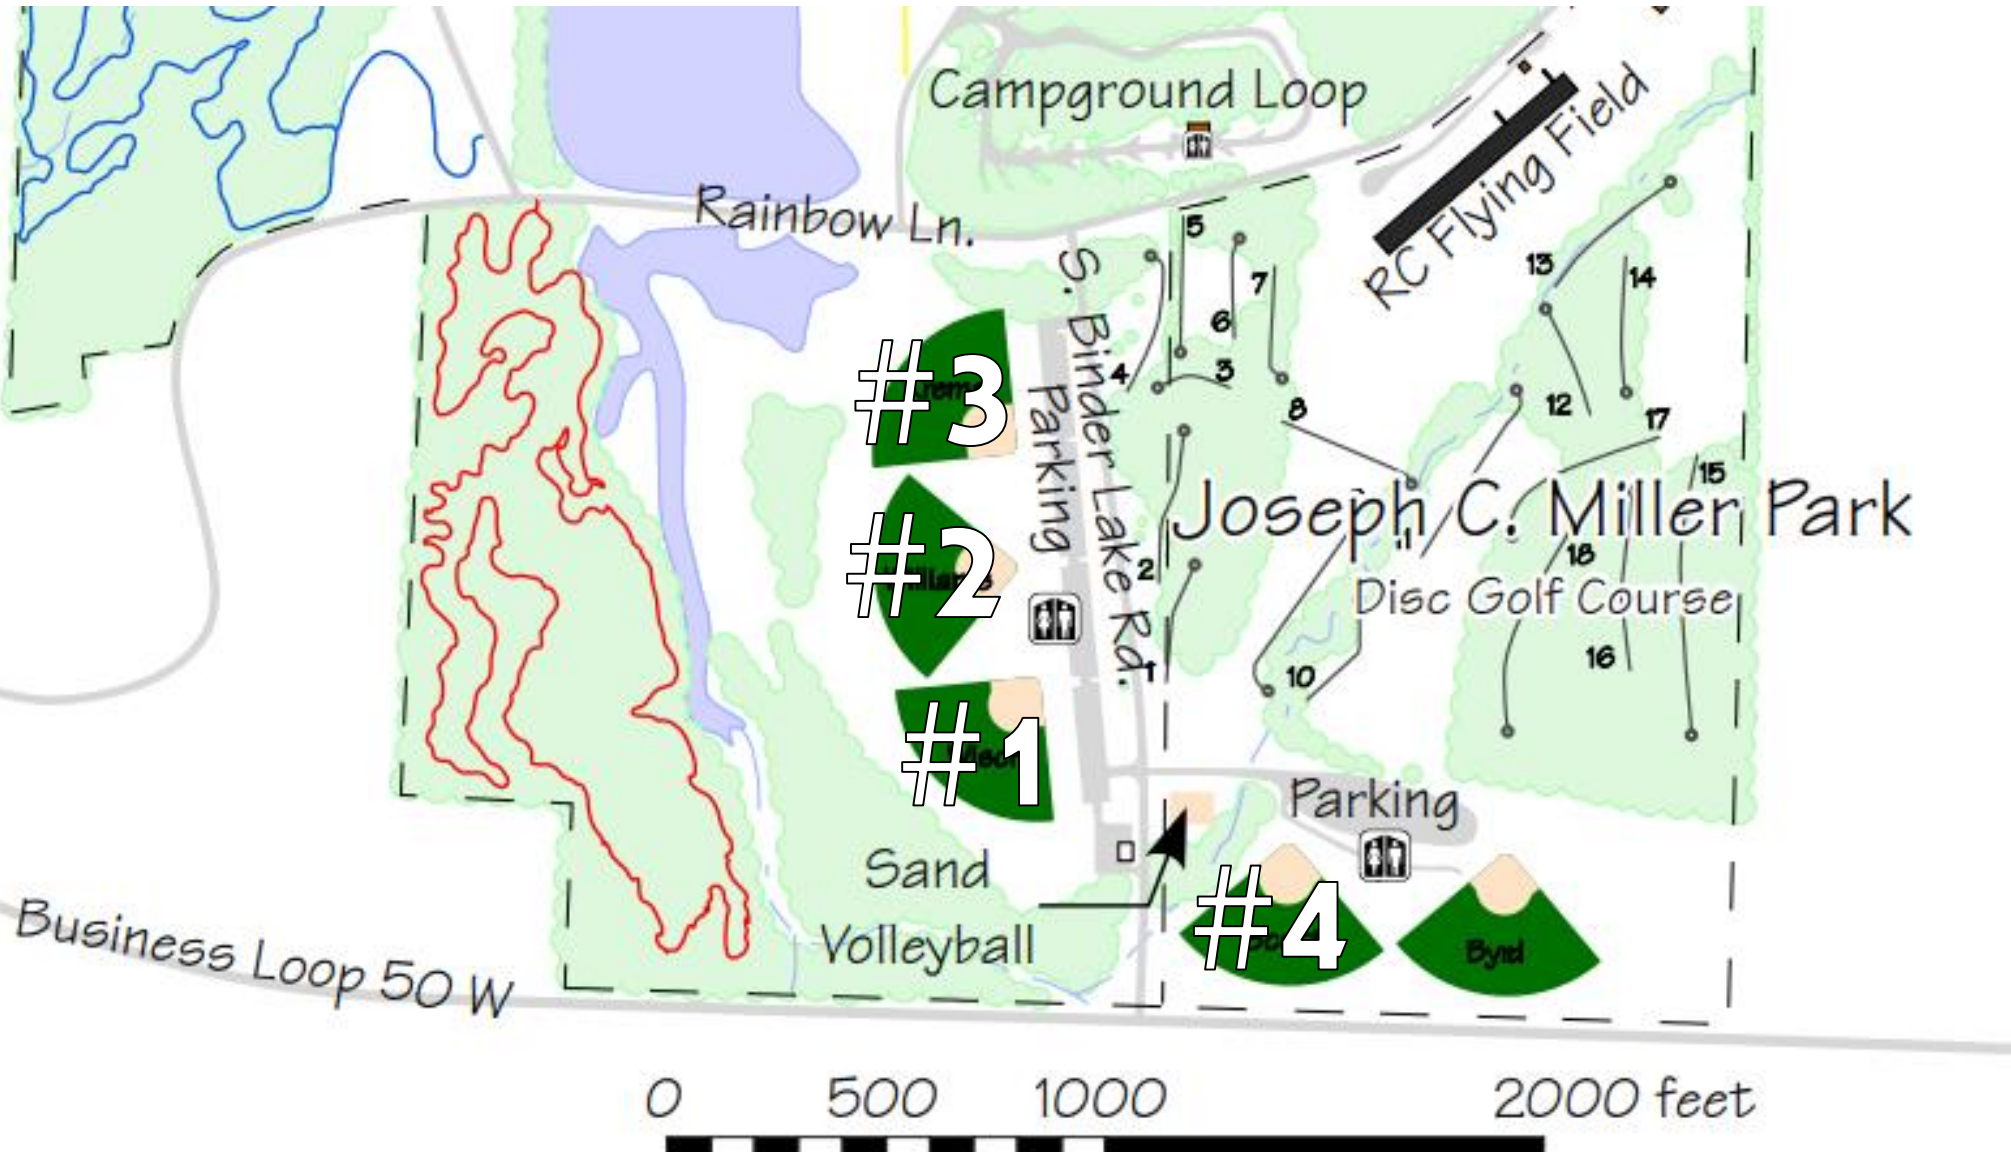 Campground Loop
RC Flying Field
Rainbow Ln.
S. Binder Lake Rd.
Parking
5
7
6
4
3
13
14
8
12
17
15
#3
#2
#1
2
1
Joseph C. Miller Park
11
18
Disc Golf Course
16
10
Parking
Sand
Volleyball
#4
Byrd
Business Loop 50 W
0 500 1000 2000 feet